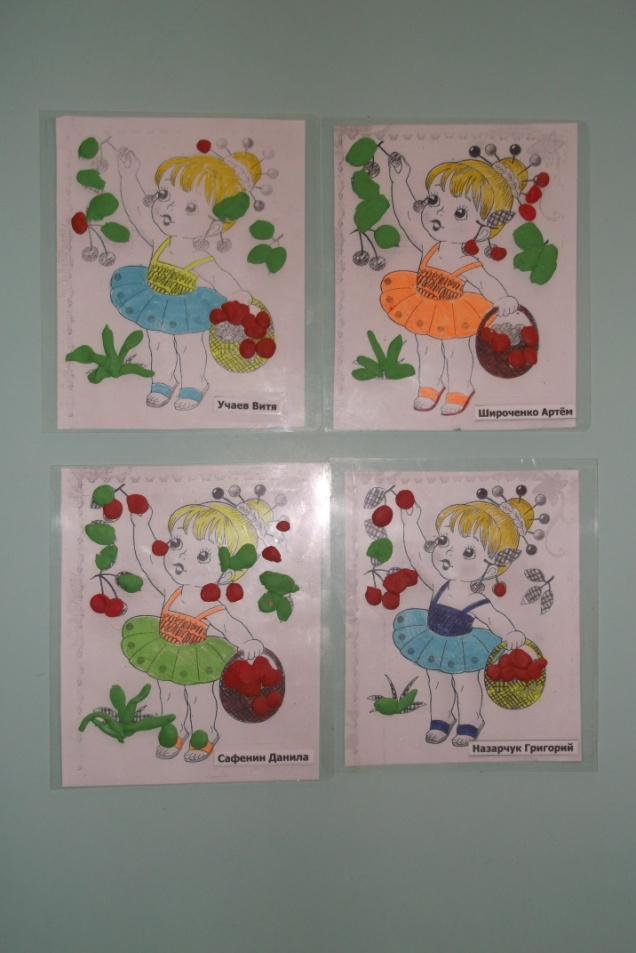 Учаев Витя
Широченко Артём
Сафенин Данила
Назарчук Григорий